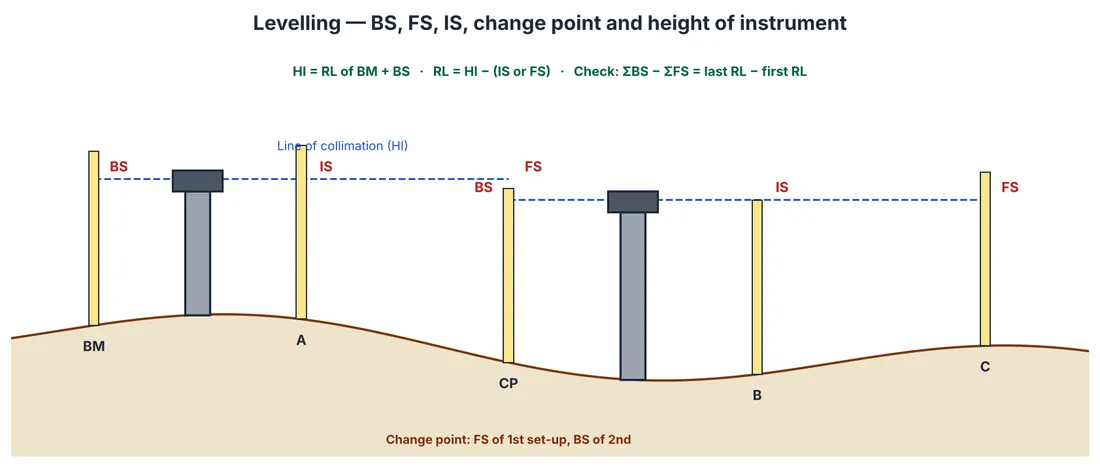 Levelling — BS, FS, IS, change point and height of instrument
HI = RL of BM + BS · RL = HI − (IS or FS) · Check: ΣBS − ΣFS = last RL − first RL
Line of collimation (HI)
BS
IS
FS
BS
IS
FS
BM
A
CP
B
C
Change point: FS of 1st set-up, BS of 2nd